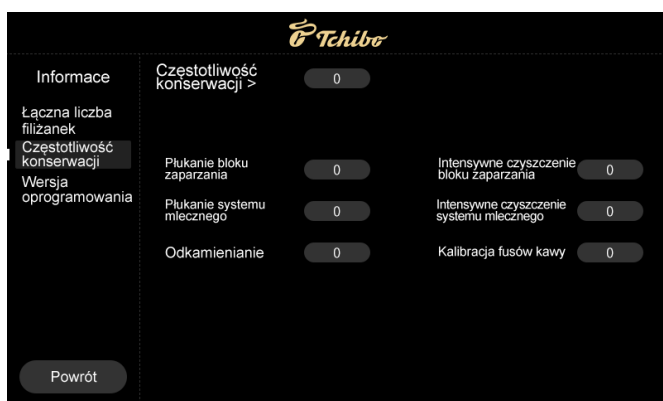 Tchibo
Informace
Łączna liczba
filiżanek
Częstotliwość
konserwacji
Wersja
oprogramowania
Powrót
Częstotliwość
konserwacji >
0
Płukanie bloku
zaparzania
0
Intensywne czyszczenie
bloku zaparzania
0
Płukanie systemu
mlecznego
0
Intensywne czyszczenie
systemu mlecznego
0
Odkamienianie
0
Kalibracja fusów kawy
0